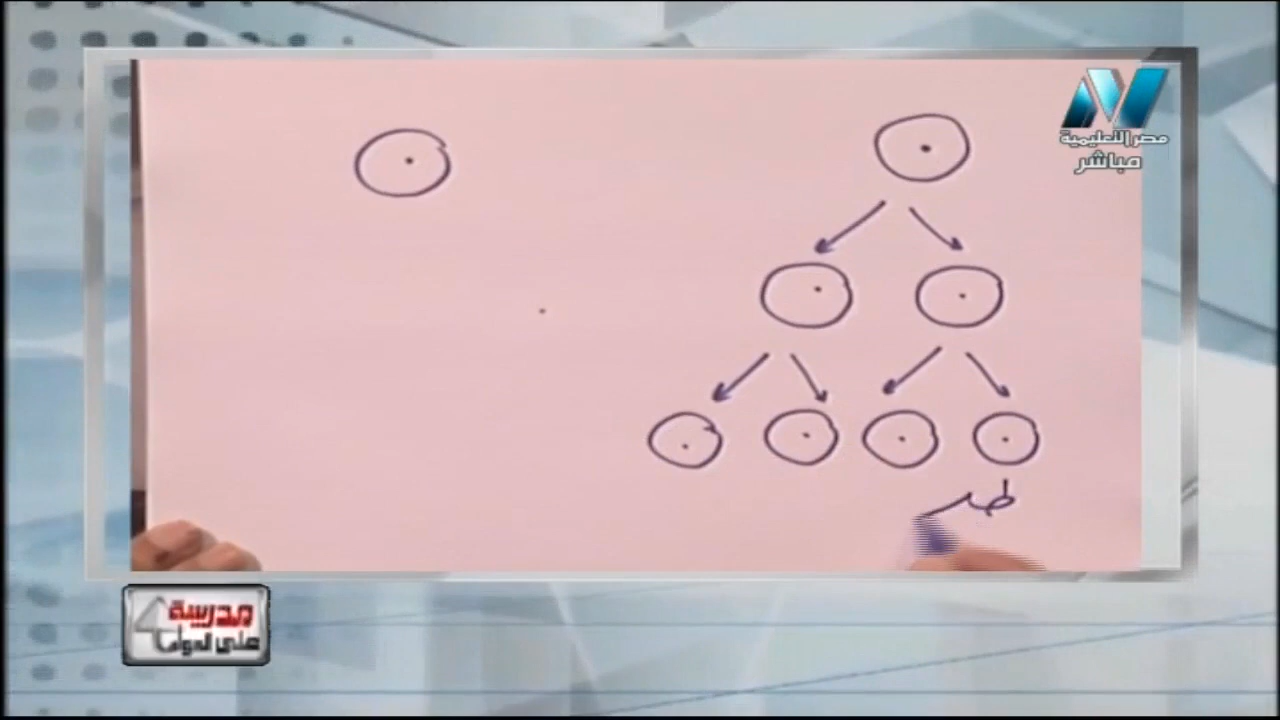 مصر التعليمية
مباشر
مدرسة
على الهواء